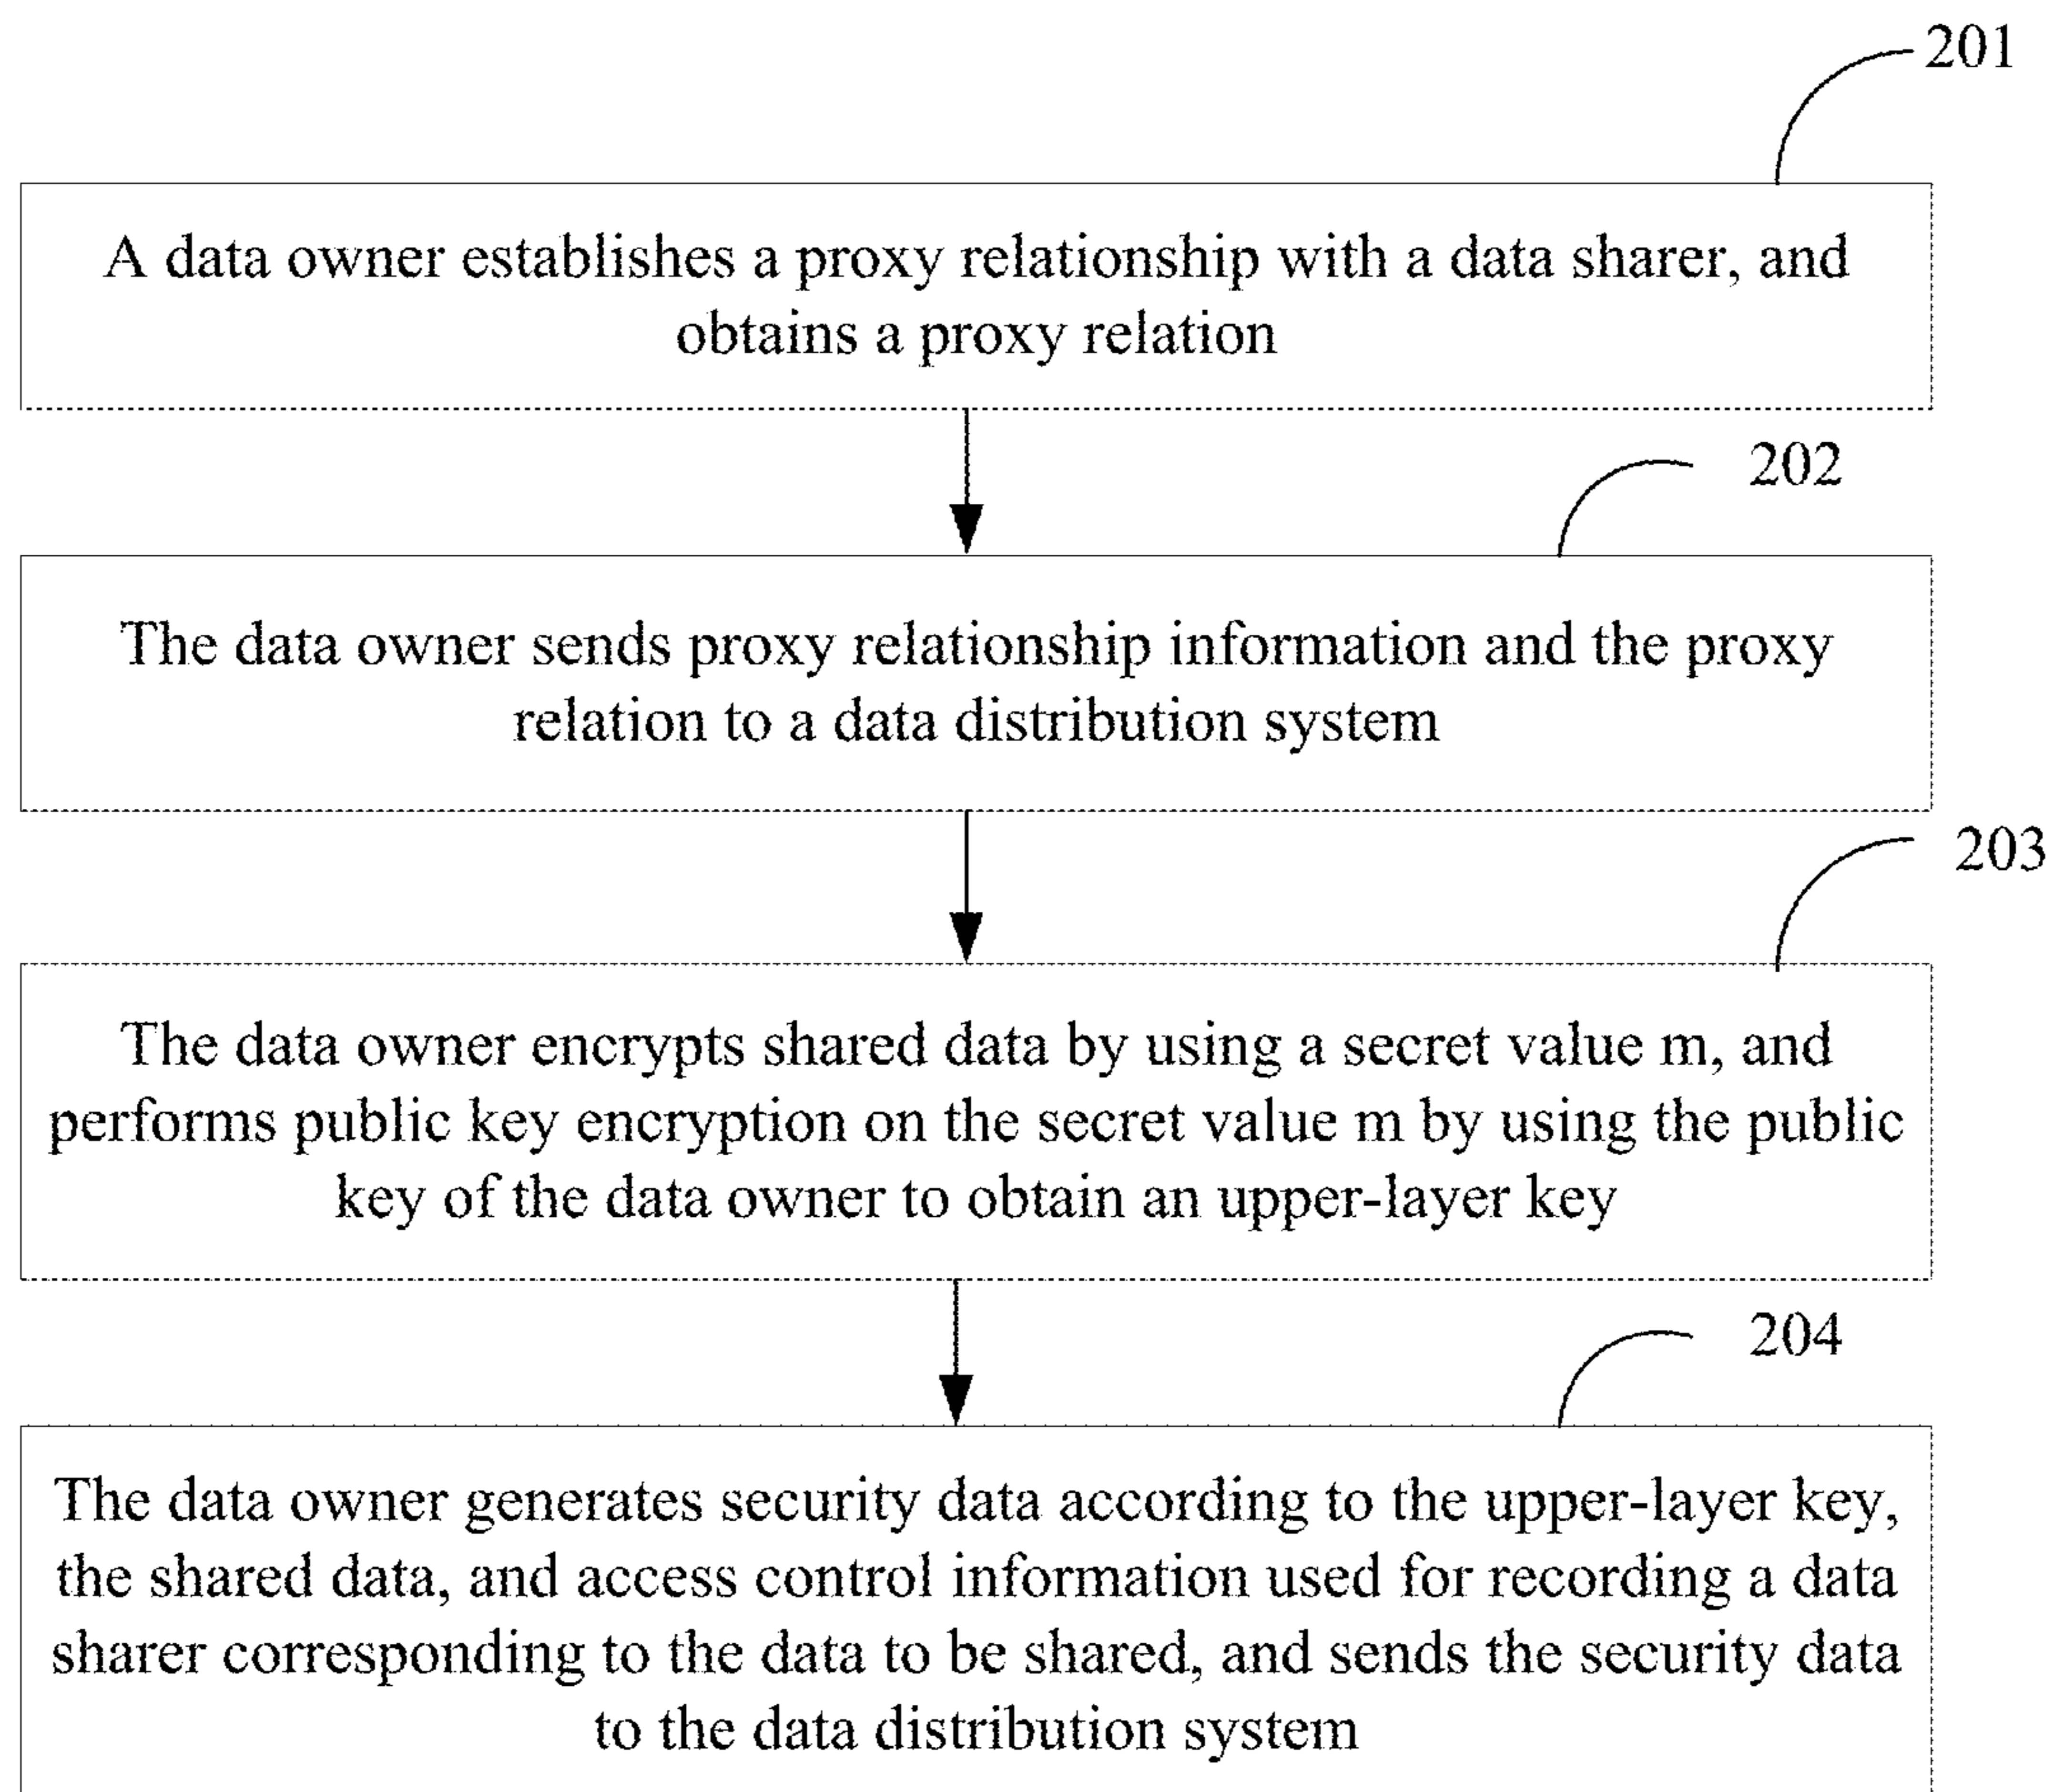 201
A data owner establishes a proxy relationship with a data sharer, and
obtains a proxy relation
202
The data owner sends proxy relationship information and the proxy
relation to a data distribution system
203
The data owner encrypts shared data by using a secret value m, and
performs public key encryption on the secret value m by using the public
key of the data owner to obtain an upper-layer key
204
The data owner generates security data according to the upper-layer key,
the shared data, and access control information used for recording a data
sharer corresponding to the data to be shared, and sends the security data
to the data distribution system